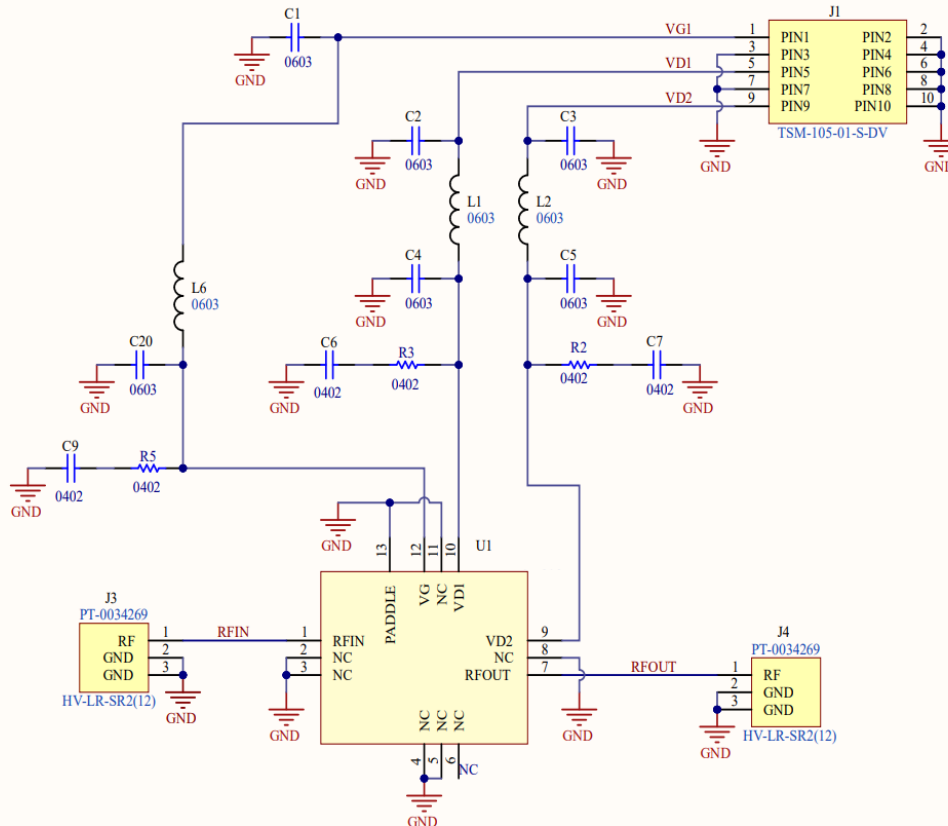 C1
0603
GND
VG1
J1
1 PIN1 PIN2 2
3 PIN3 PIN4 4
5 PIN5 PIN6 6
7 PIN7 PIN8 8
9 PIN9 PIN10 10
TSM-105-01-S-DV
GND
GND
VD1
VD2
C2
0603
GND
C3
0603
GND
L1
0603
L2
0603
C4
0603
GND
C5
0603
GND
L6
0603
C20
0603
GND
C6
0402
GND
R3
0402
R2
0402
C7
0402
GND
C9
0402
GND
R5
0402
GND
U1
13
12
11
10
PADDLE
VG
NC
VD1
J3
PT-0034269
RF 1
GND 2
GND 3
HV-LR-SR2(12)
GND
RFIN
1 RFIN
2 NC
3 NC
GND
VD2 9
NC 8
RFOUT 7
GND
RFOUT
J4
PT-0034269
1 RF
2 GND
3 GND
HV-LR-SR2(12)
GND
NC
NC
NC
4
5
6
NC
GND